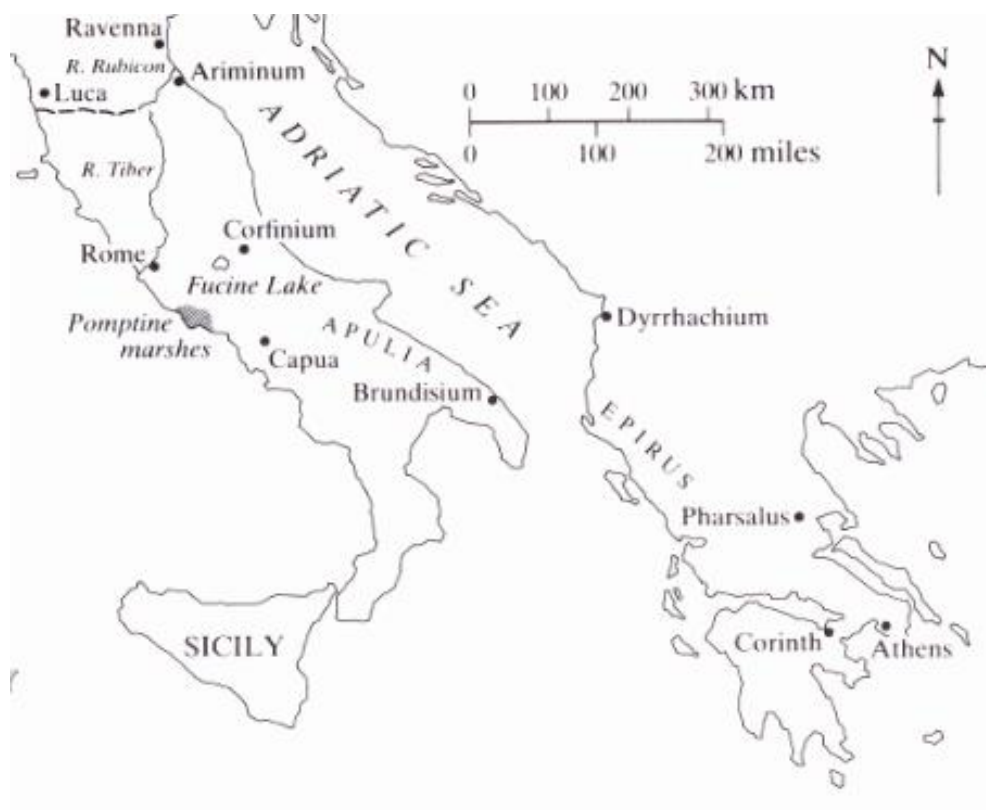 Ravenna
R. Rubicon
Ariminum
Luca
R. Tiber
ADRIATIC SEA
0 100 200 300 km
0 100 200 miles
N
Corfinium
Rome
Fucine Lake
Pomptine
marshes
APULIA
Capua
Brundisium
Dyrrhachium
EPIRUS
Pharsalus
SICILY
Corinth
Athens